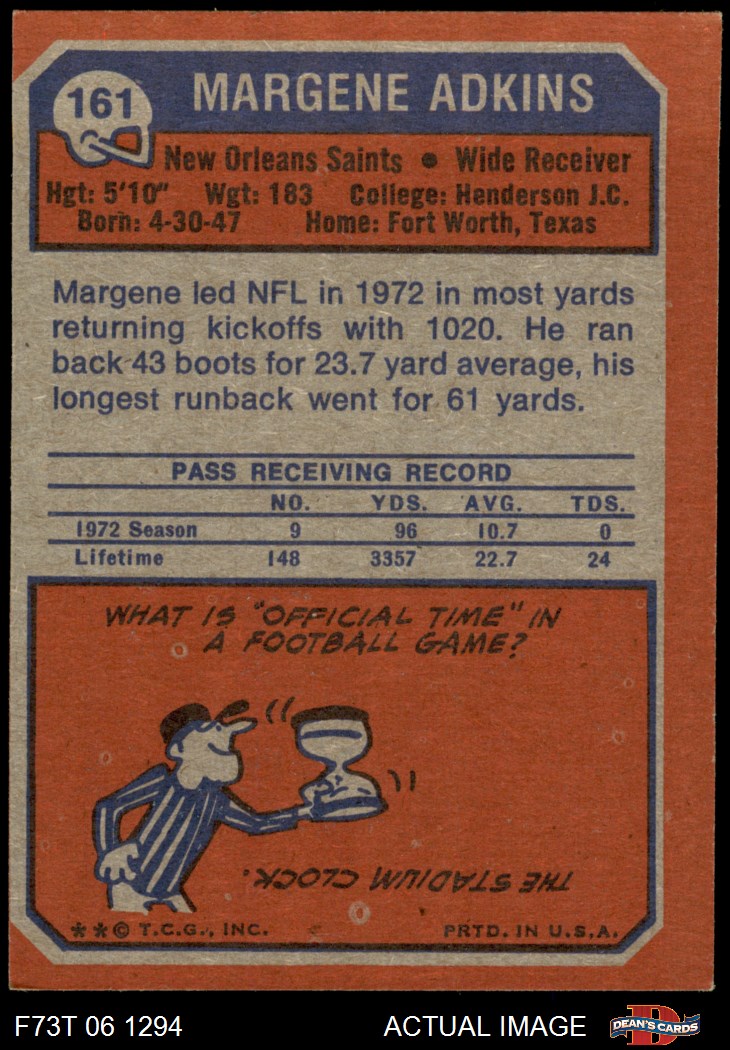 161
MARGENE ADKINS
New Orleans Saints • Wide Receiver
Hgt: 5'10" Wgt: 183 College: Henderson J.C.
Born: 4-30-47 Home: Fort Worth, Texas
Margene led NFL in 1972 in most yards
returning kickoffs with 1020. He ran
back 43 boots for 23.7 yard average, his
longest runback went for 61 yards.
PASS RECEIVING RECORD
NO. YDS. AVG. TDS.
1972 Season 9 96 10.7 0
Lifetime 148 3357 22.7 24
WHAT IS "OFFICIAL TIME" IN
A FOOTBALL GAME?
THE STADIUM CLOCK.
**© T.C.G., INC. PRTD. IN U.S.A.
F73T 06 1294 ACTUAL IMAGE
DEAN'S CARDS